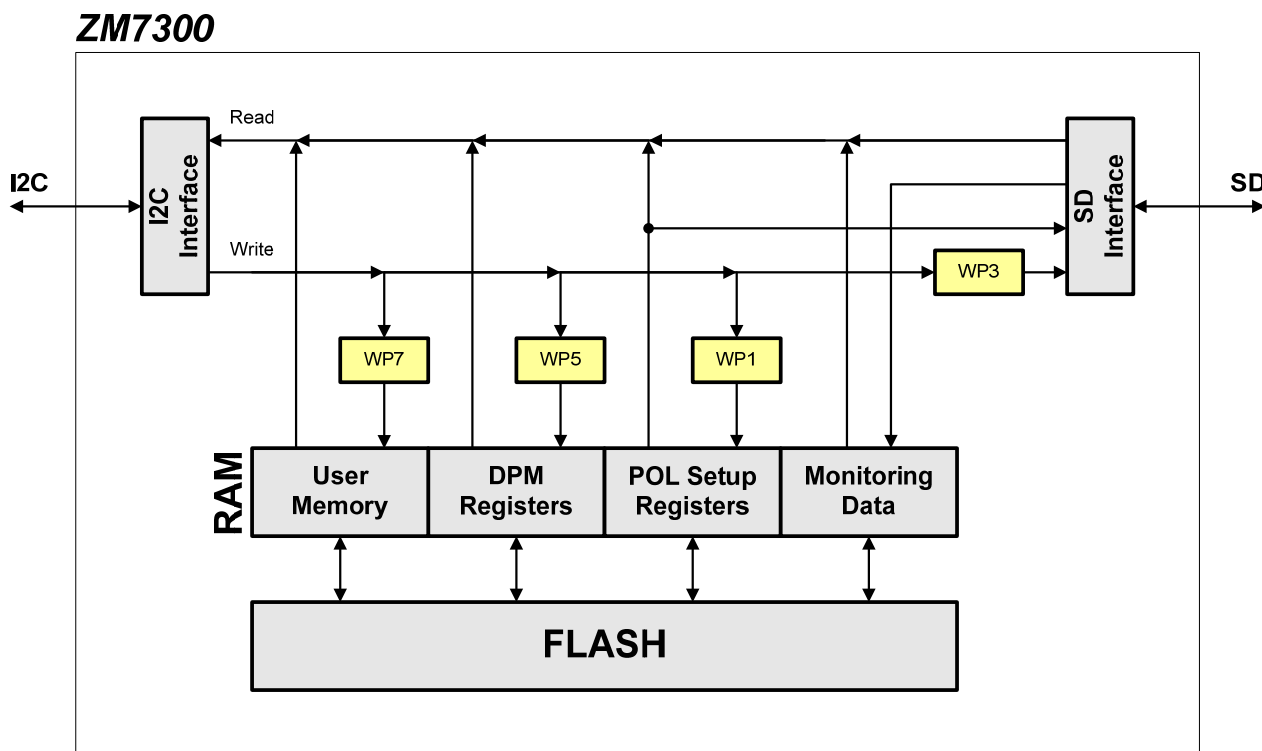 ZM7300
Read
I2C
I2C
Interface
SD
Interface
SD
Write
WP3
WP7
WP5
WP1
RAM
User
Memory
DPM
Registers
POL Setup
Registers
Monitoring
Data
FLASH